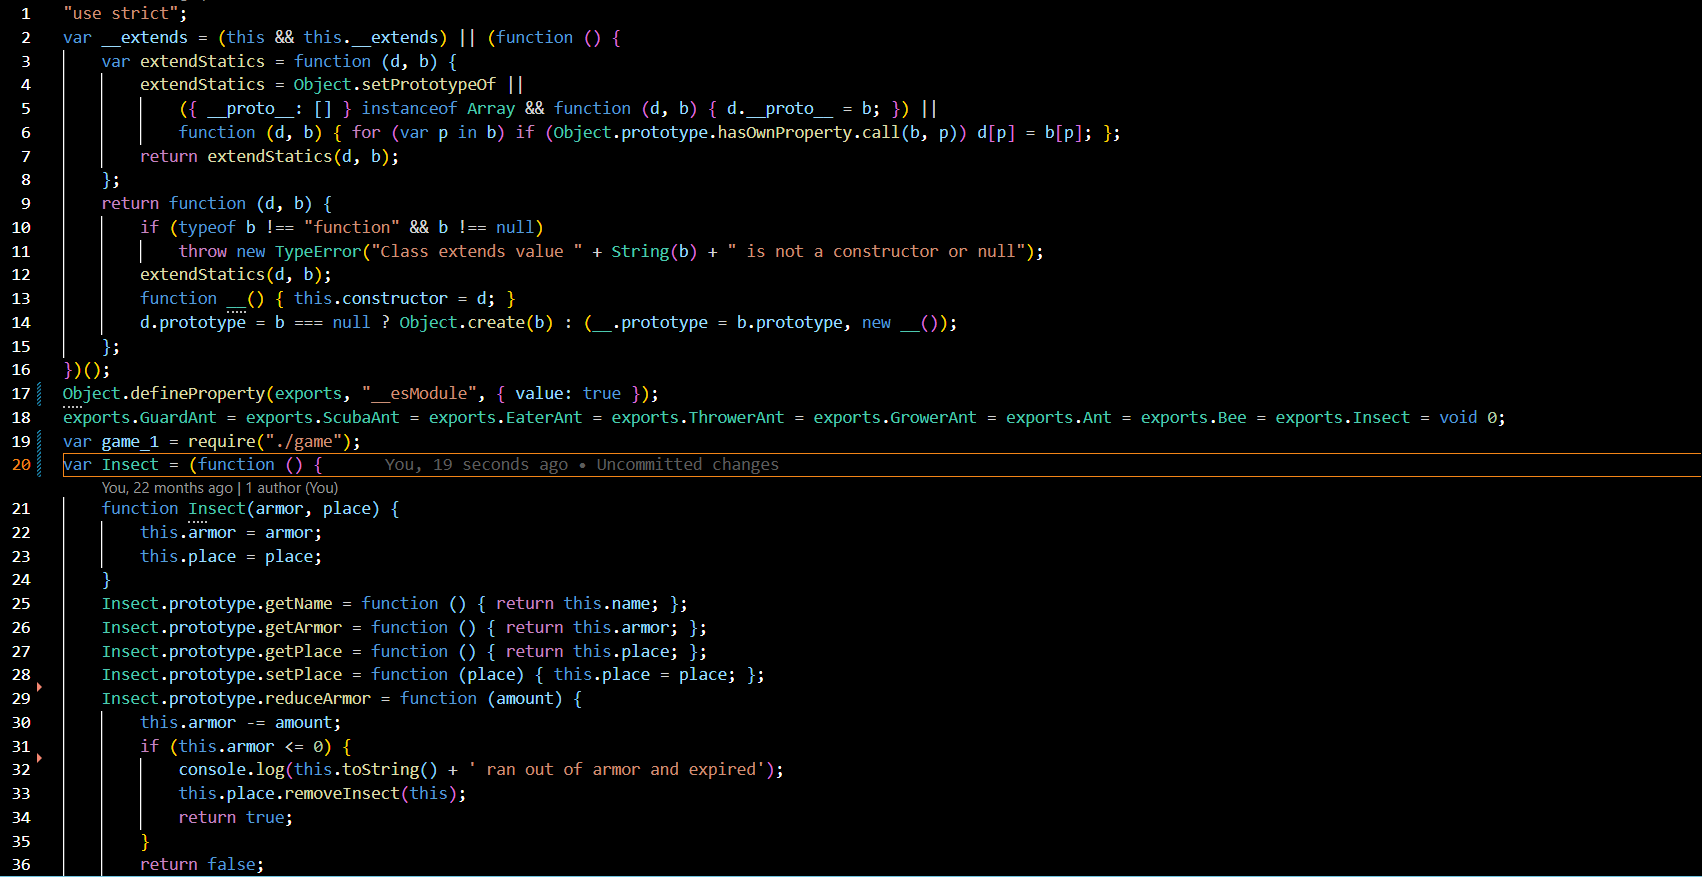 1 "use strict";
2 var __extends = (this && this.__extends) || (function () {
3 var extendStatics = function (d, b) {
4 extendStatics = Object.setPrototypeOf ||
5 ({ __proto__: [] } instanceof Array && function (d, b) { d.__proto__ = b; }) ||
6 function (d, b) { for (var p in b) if (Object.prototype.hasOwnProperty.call(b, p)) d[p] = b[p]; };
7 return extendStatics(d, b);
8 };
9 return function (d, b) {
10 if (typeof b !== "function" && b !== null)
11 throw new TypeError("Class extends value " + String(b) + " is not a constructor or null");
12 extendStatics(d, b);
13 function __() { this.constructor = d; }
14 d.prototype = b === null ? Object.create(b) : (__.prototype = b.prototype, new __());
15 };
16 })();
17 Object.defineProperty(exports, "__esModule", { value: true });
18 exports.GuardAnt = exports.ScubaAnt = exports.EaterAnt = exports.ThrowerAnt = exports.GrowerAnt = exports.Ant = exports.Bee = exports.Insect = void 0;
19 var game_1 = require("./game");
20 var Insect = (function () { You, 19 seconds ago • Uncommitted changes
You, 22 months ago | 1 author (You)
21 function Insect(armor, place) {
22 this.armor = armor;
23 this.place = place;
24 }
25 Insect.prototype.getName = function () { return this.name; };
26 Insect.prototype.getArmor = function () { return this.armor; };
27 Insect.prototype.getPlace = function () { return this.place; };
28 Insect.prototype.setPlace = function (place) { this.place = place; };
29 Insect.prototype.reduceArmor = function (amount) {
30 this.armor -= amount;
31 if (this.armor <= 0) {
32 console.log(this.toString() + ' ran out of armor and expired');
33 this.place.removeInsect(this);
34 return true;
35 }
36 return false;